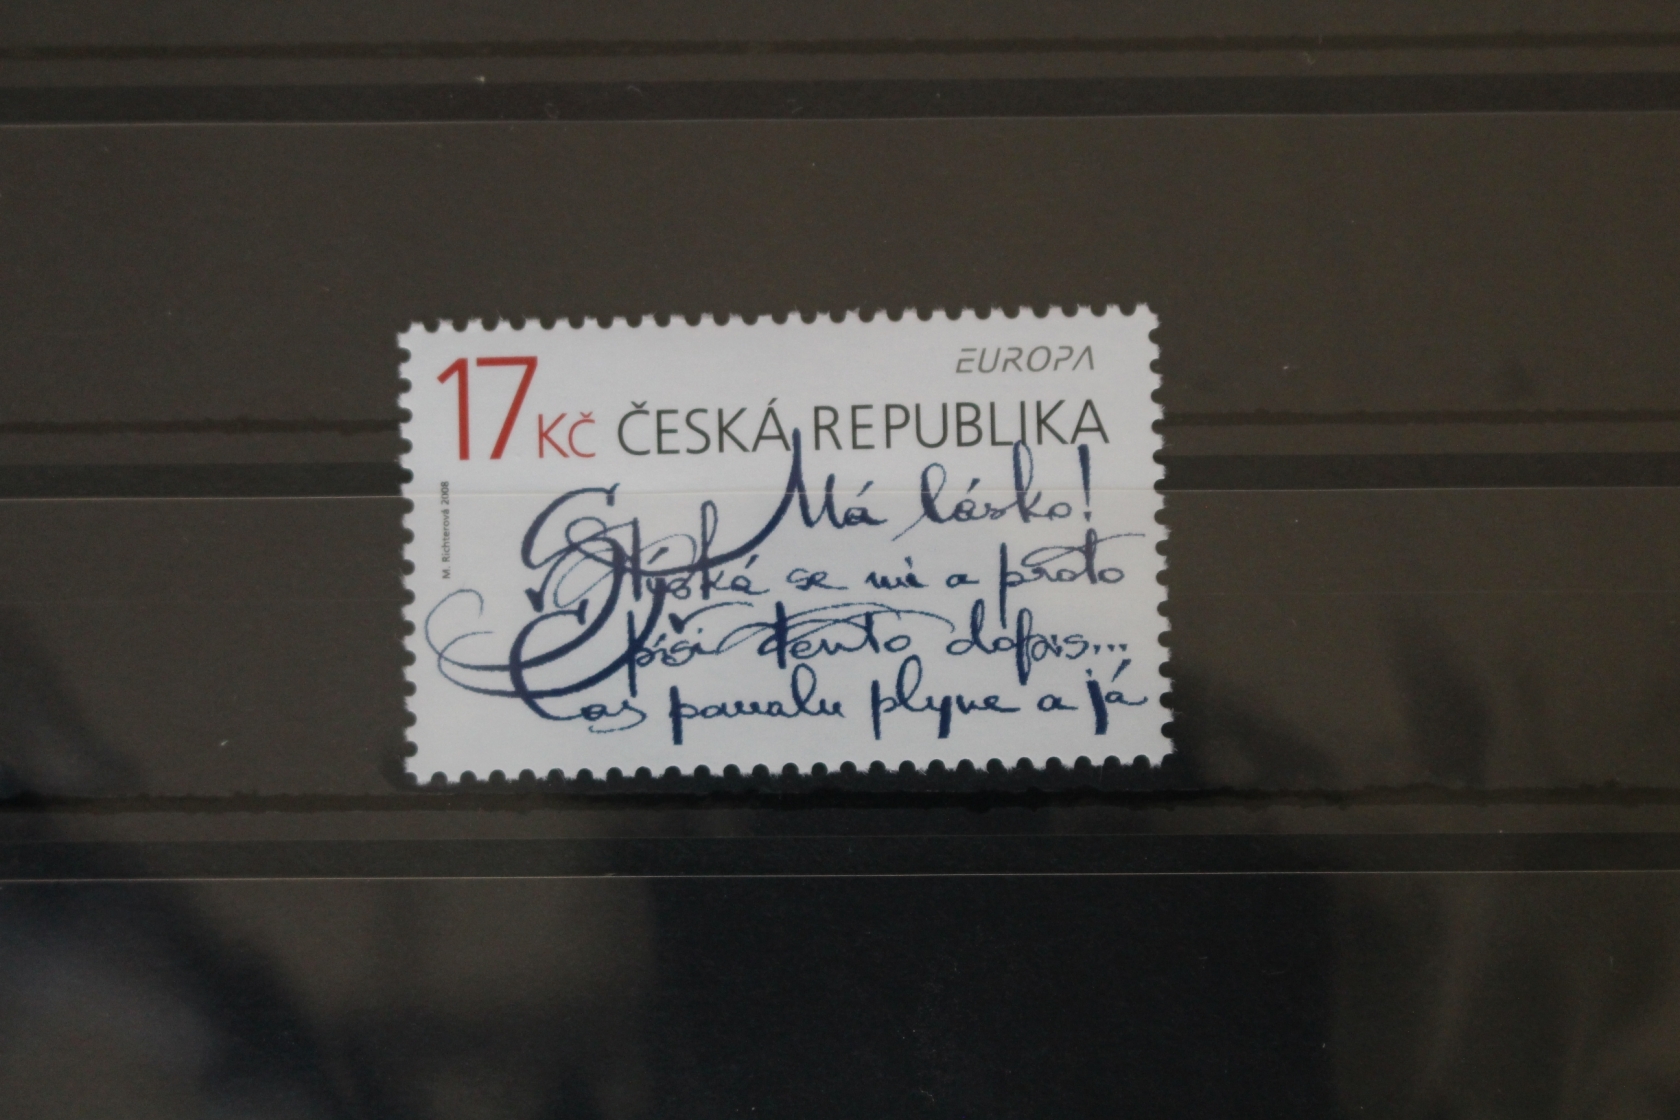 EUROPA
17 KČ ČESKÁ REPUBLIKA
M. Richterová 2008
Má lásko!
Stýská se mi a proto
píši tento dopis...
Čas pomalu plyne a já